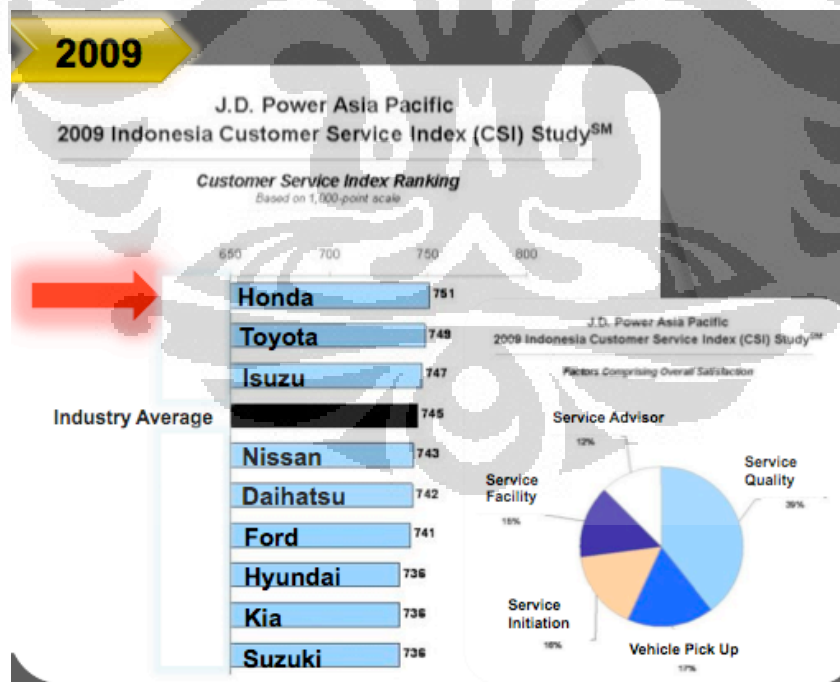 2009
J.D. Power Asia Pacific
2009 Indonesia Customer Service Index (CSI) StudySM
Customer Service Index Ranking
Based on 1,000-point scale
650 700 750 800
Honda 751
Toyota 749
Isuzu 747
Industry Average 745
Nissan 743
Daihatsu 742
Ford 741
Hyundai 736
Kia 736
Suzuki 736
J.D. Power Asia Pacific
2009 Indonesia Customer Service Index (CSI) StudySM
Factors Comprising Overall Satisfaction
Service Advisor
12%
Service
Quality
39%
Service
Facility
15%
Service
Initiation
16%
Vehicle Pick Up
17%